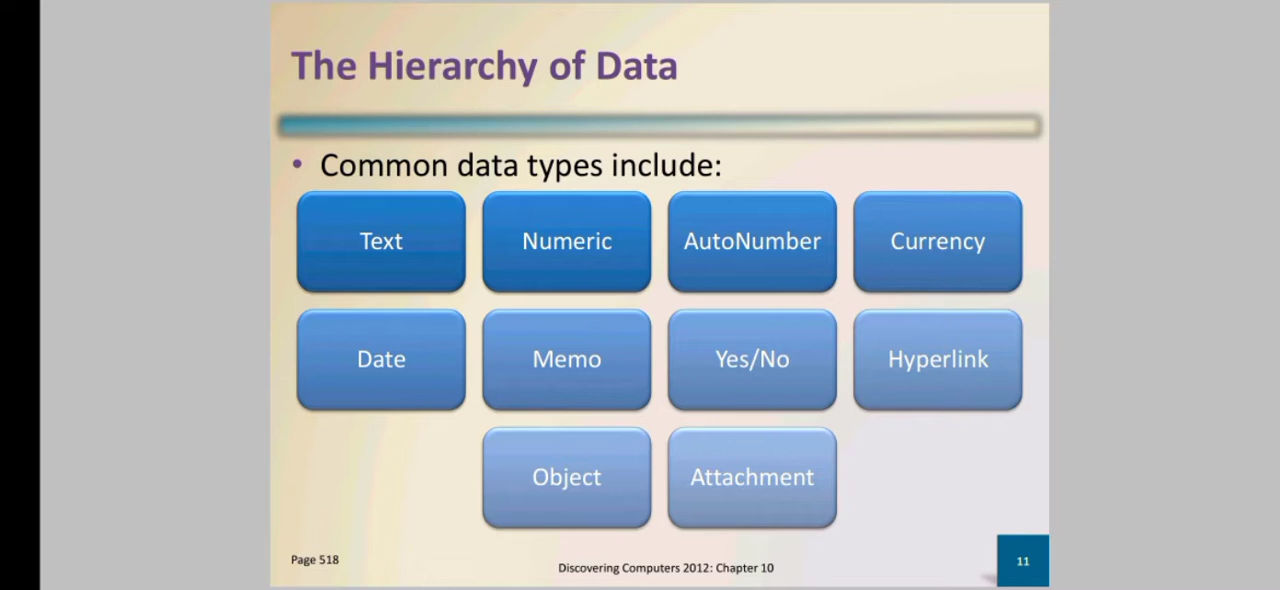 The Hierarchy of Data
• Common data types include:
Text
Numeric
AutoNumber
Currency
Date
Memo
Yes/No
Hyperlink
Object
Attachment
Page 518
Discovering Computers 2012: Chapter 10
11